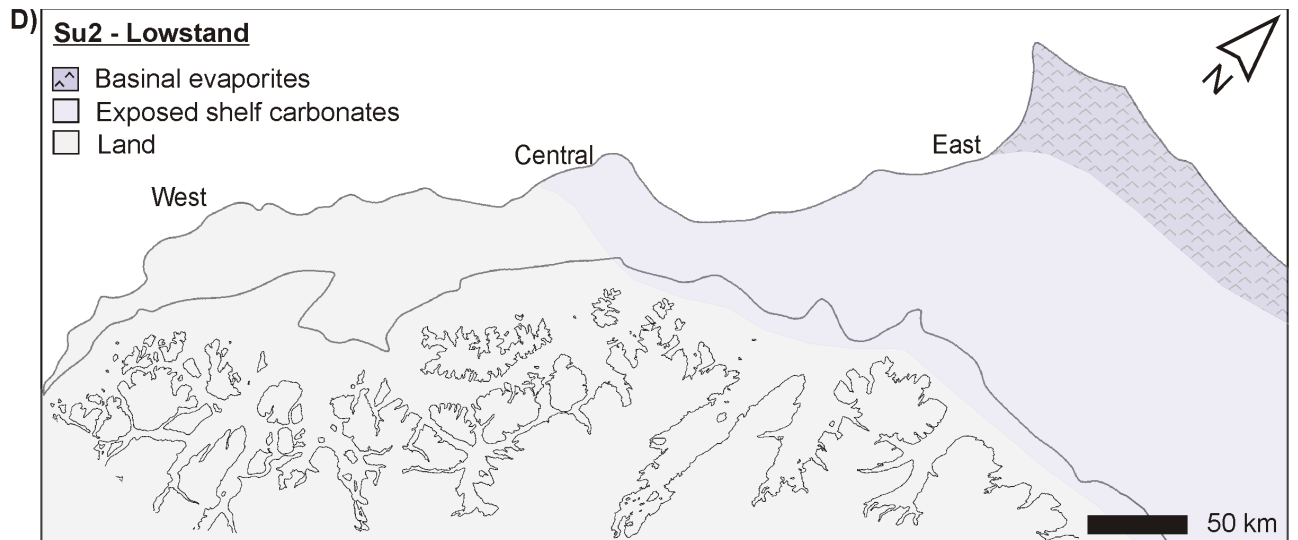 D)
Su2 - Lowstand
Basinal evaporites
Exposed shelf carbonates
Land
West
Central
East
N
50 km